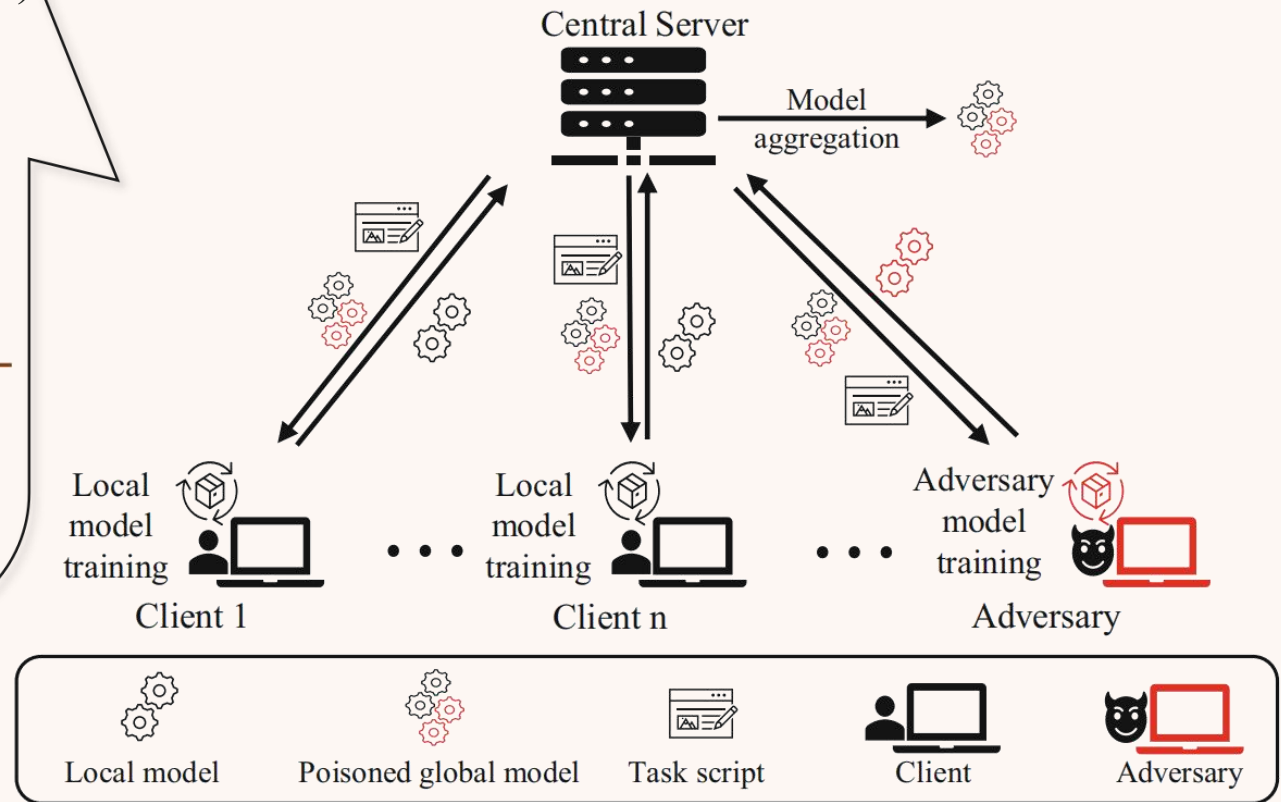 Central Server
Model
aggregation
Local
model
training
Client 1
Local
model
training
Client n
Adversary
model
training
Adversary
Local model
Poisoned global model
Task script
Client
Adversary